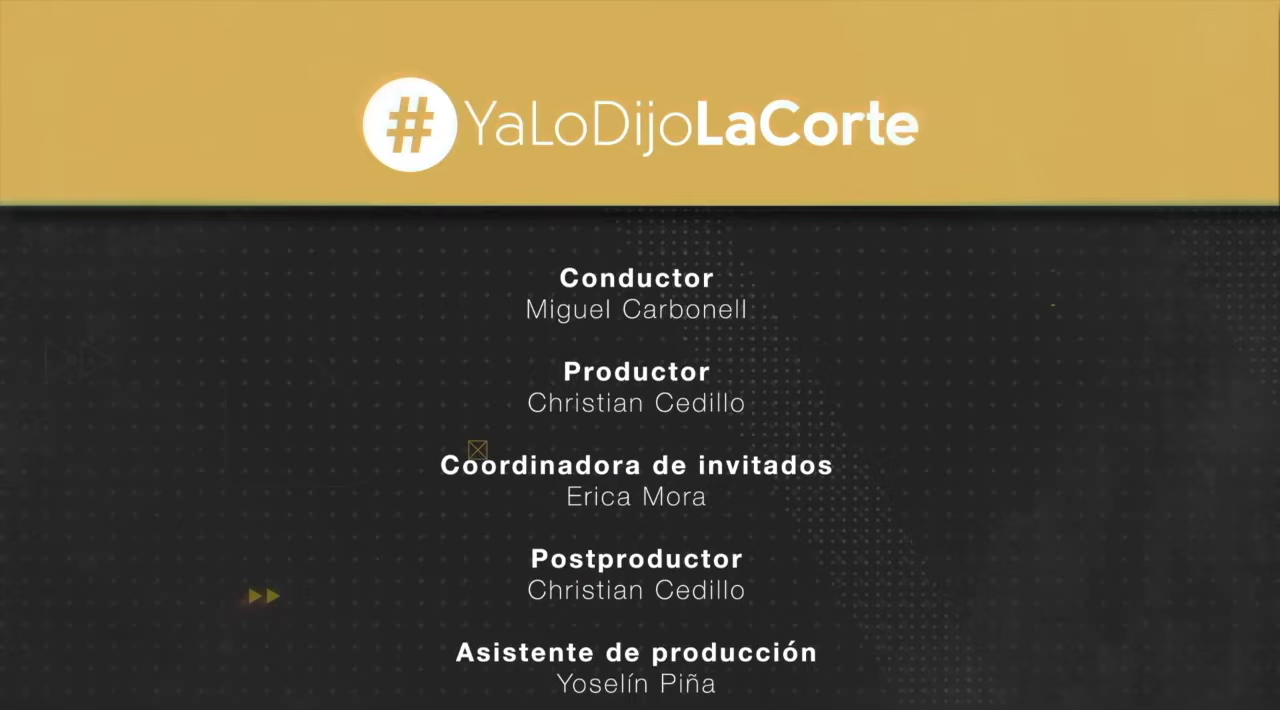 #YaLoDijoLaCorte
Conductor
Miguel Carbonell
Productor
Christian Cedillo
Coordinadora de invitados
Erica Mora
Postproductor
Christian Cedillo
Asistente de producción
Yoselín Piña